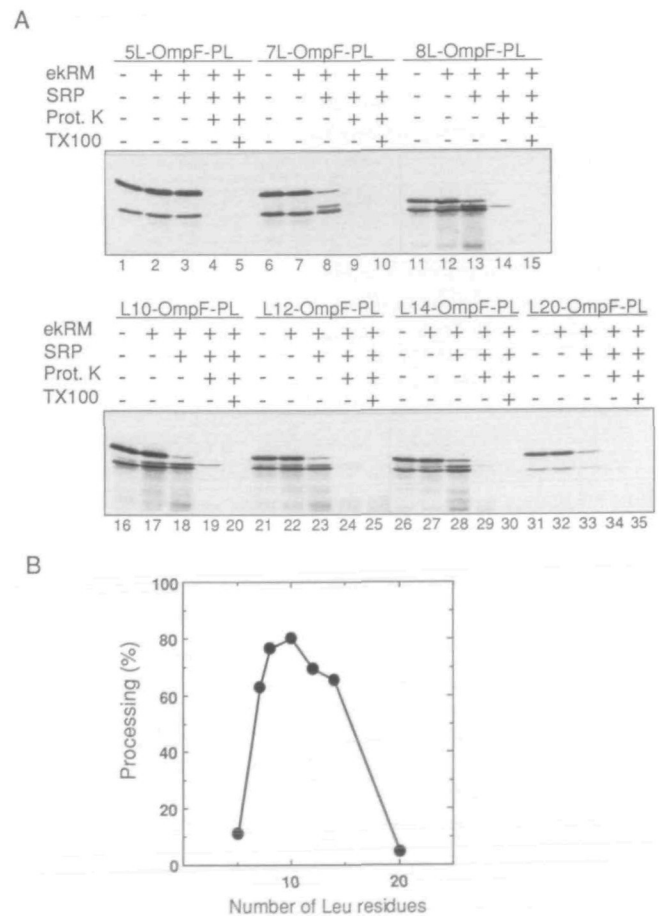 A
5L-OmpF-PL 7L-OmpF-PL 8L-OmpF-PL
ekRM - + + + + - + + + + - + + + +
SRP - - + + + - - + + + - - + + +
Prot. K - - - + + - - - + + - - - + +
TX100 + + +
1 2 3 4 5 6 7 8 9 10 11 12 13 14 15
L10-OmpF-PL L12-OmpF-PL L14-OmpF-PL L20-OmpF-PL
ekRM - + + + + - + + + + - + + + + - + + + +
SRP - - + + + - - + + + - - + + + - - + + +
Prot. K - - - + + - - - + + - - - + + - - - + +
TX100 + + + +
16 17 18 19 20 21 22 23 24 25 26 27 28 29 30 31 32 33 34 35
B
100
80
60
40
20
0
Processing (%)
10 20
Number of Leu residues